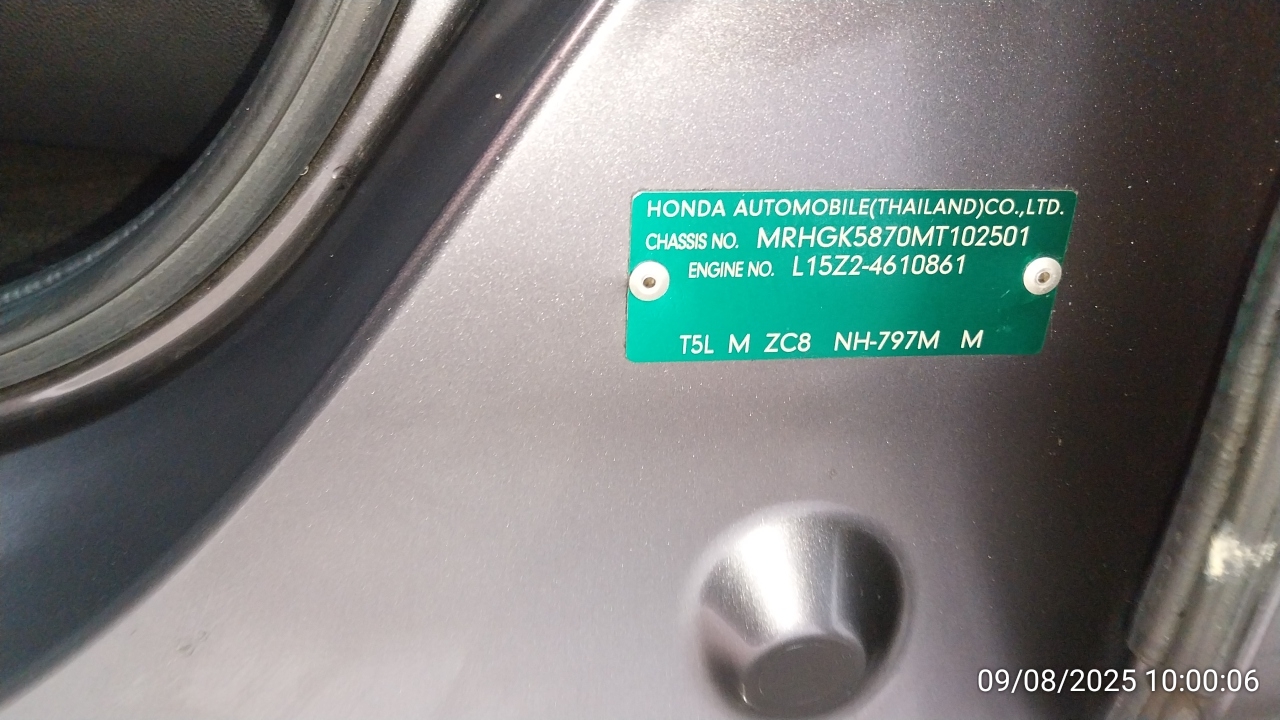 HONDA AUTOMOBILE(THAILAND)CO.,LTD.
CHASSIS NO. MRHGK5870MT102501
ENGINE NO. L15Z2-4610861
T5L M ZC8 NH-797M M
09/08/2025 10:00:06